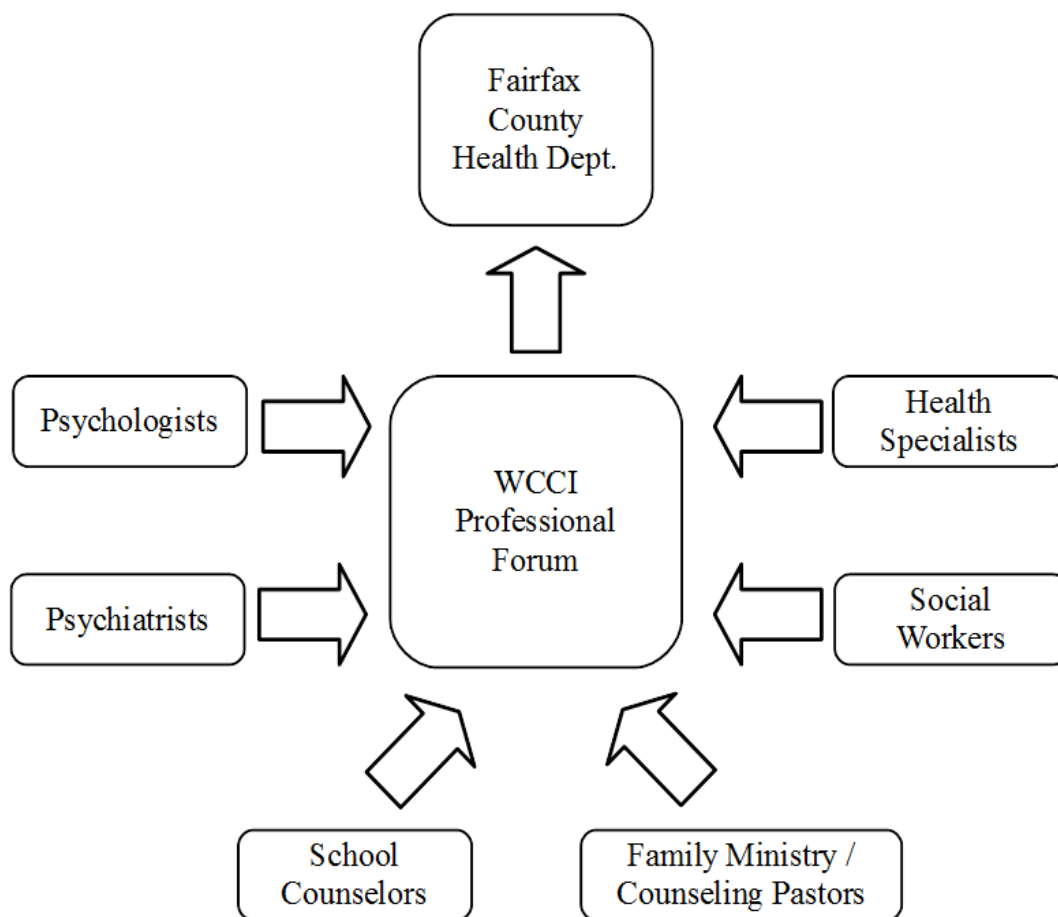 Fairfax
County
Health Dept.
Psychologists
Health
Specialists
WCCI
Professional
Forum
Psychiatrists
Social
Workers
School
Counselors
Family Ministry /
Counseling Pastors